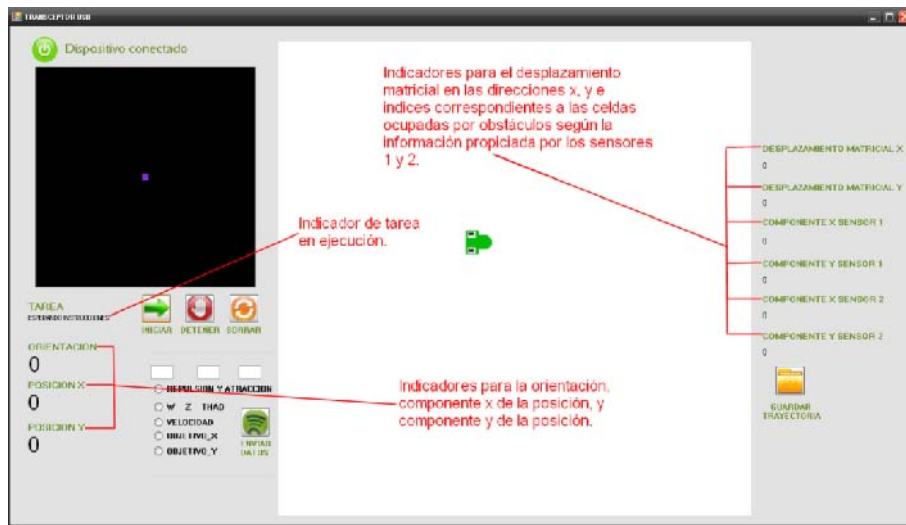 TRANSCEPTOR USB
Dispositivo conectado
Indicadores para el desplazamiento
matricial en las direcciones x, y e
indices correspondientes a las celdas
ocupadas por obstáculos según la
información propiciada por los sensores
1 y 2.
DESPLAZAMIENTO MATRICIAL X
0
DESPLAZAMIENTO MATRICIAL Y
0
COMPONENTE X SENSOR 1
0
COMPONENTE Y SENSOR 1
0
COMPONENTE X SENSOR 2
0
COMPONENTE Y SENSOR 2
0
Indicador de tarea
en ejecución.
TAREA
ESPERANDO INSTRUCCIONES
INICIAR DETENER BORRAR
ORIENTACION
0
POSICION X
0
POSICION Y
0
REPULSION Y ATRACCION
W Z THAO
VELOCIDAD
OBJETIVO_X
OBJETIVO_Y
ENVIAR
DATOS
Indicadores para la orientación,
componente x de la posición, y
componente y de la posición.
GUARDAR
TRAYECTORIA